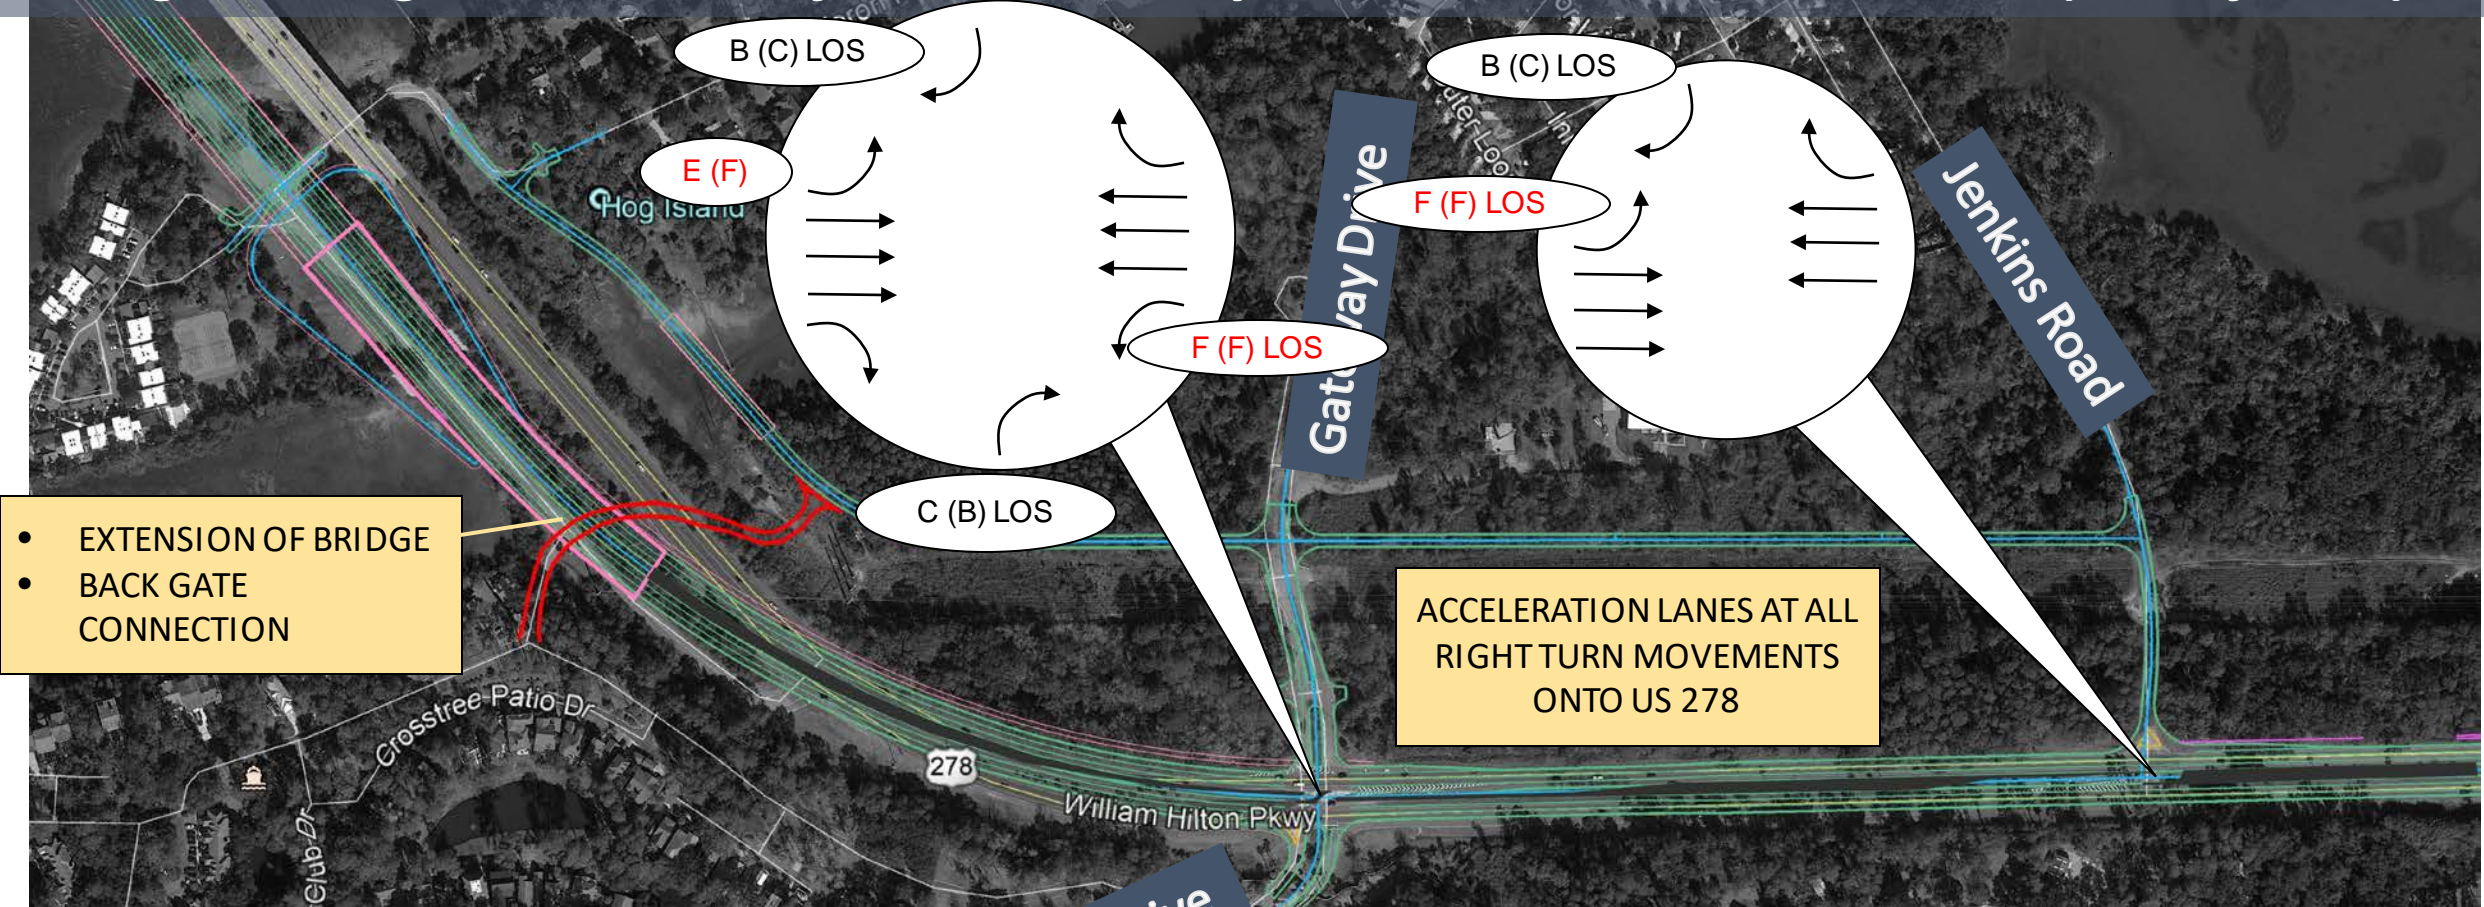 B (C) LOS
B (C) LOS
E (F)
Hog Island
F (F) LOS
Gateway Drive
Jenkins Road
F (F) LOS
C (B) LOS
• EXTENSION OF BRIDGE
• BACK GATE
CONNECTION
ACCELERATION LANES AT ALL
RIGHT TURN MOVEMENTS
ONTO US 278
Crosstree Patio Dr
278
William Hilton Pkwy
Club Dr